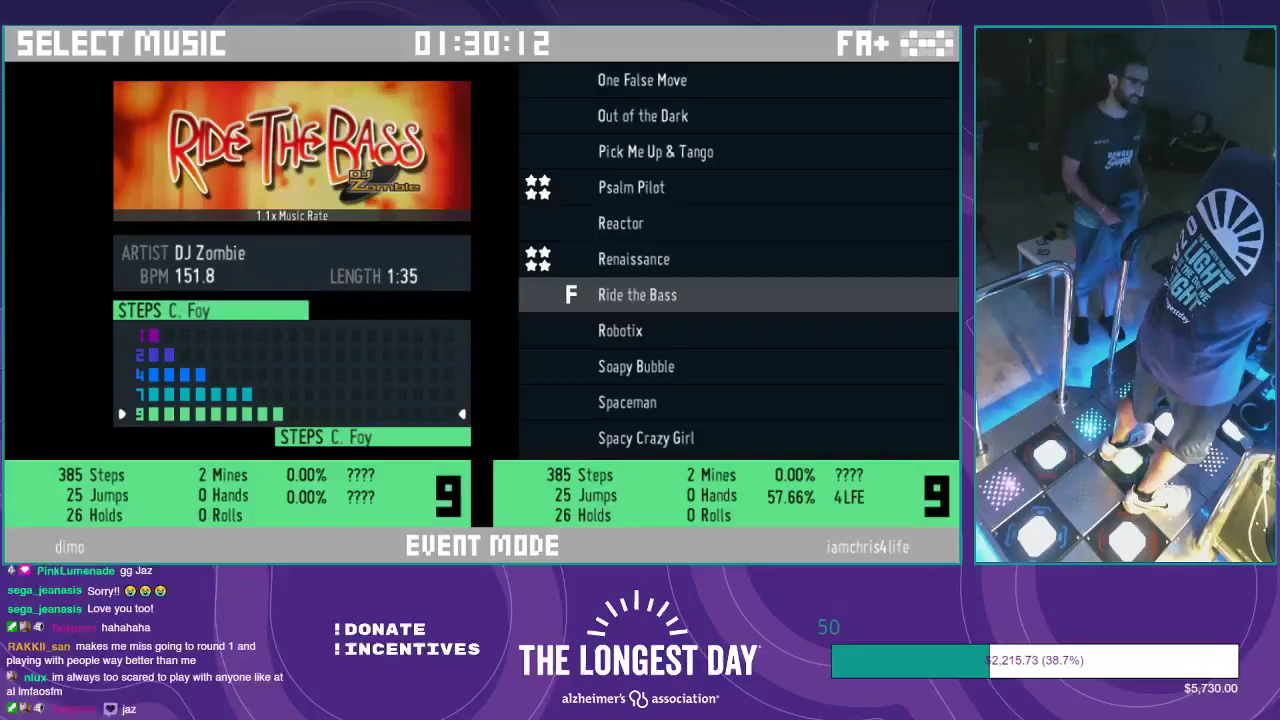 SELECT MUSIC
01:30:12
FA+
RIDE THE BASS
DJ
Zombie
1.1x Music Rate
ARTIST DJ Zombie
BPM 151.8
LENGTH 1:35
STEPS C. Foy
1
2
4
7
9
STEPS C. Foy
One False Move
Out of the Dark
Pick Me Up & Tango
Psalm Pilot
Reactor
Renaissance
F Ride the Bass
Robotix
Soapy Bubble
Spaceman
Spacy Crazy Girl
385 Steps 2 Mines 0.00% ????
25 Jumps 0 Hands 0.00% ????
26 Holds 0 Rolls
9
385 Steps 2 Mines 0.00% ????
25 Jumps 0 Hands 57.66% 4LFE
26 Holds 0 Rolls
9
dimo
EVENT MODE
iamchris4life
PinkLumenade gg Jaz
sega_jeanasis Sorry!!
sega_jeanasis Love you too!
hahahaha
RAKKII_san makes me miss going to round 1 and
playing with people way better than me
niux im always too scared to play with anyone like at
al lmfaosfm
jaz
!DONATE
!INCENTIVES
THE LONGEST DAY
alzheimer's association
50
$2,215.73 (38.7%)
$5,730.00
LIGHT